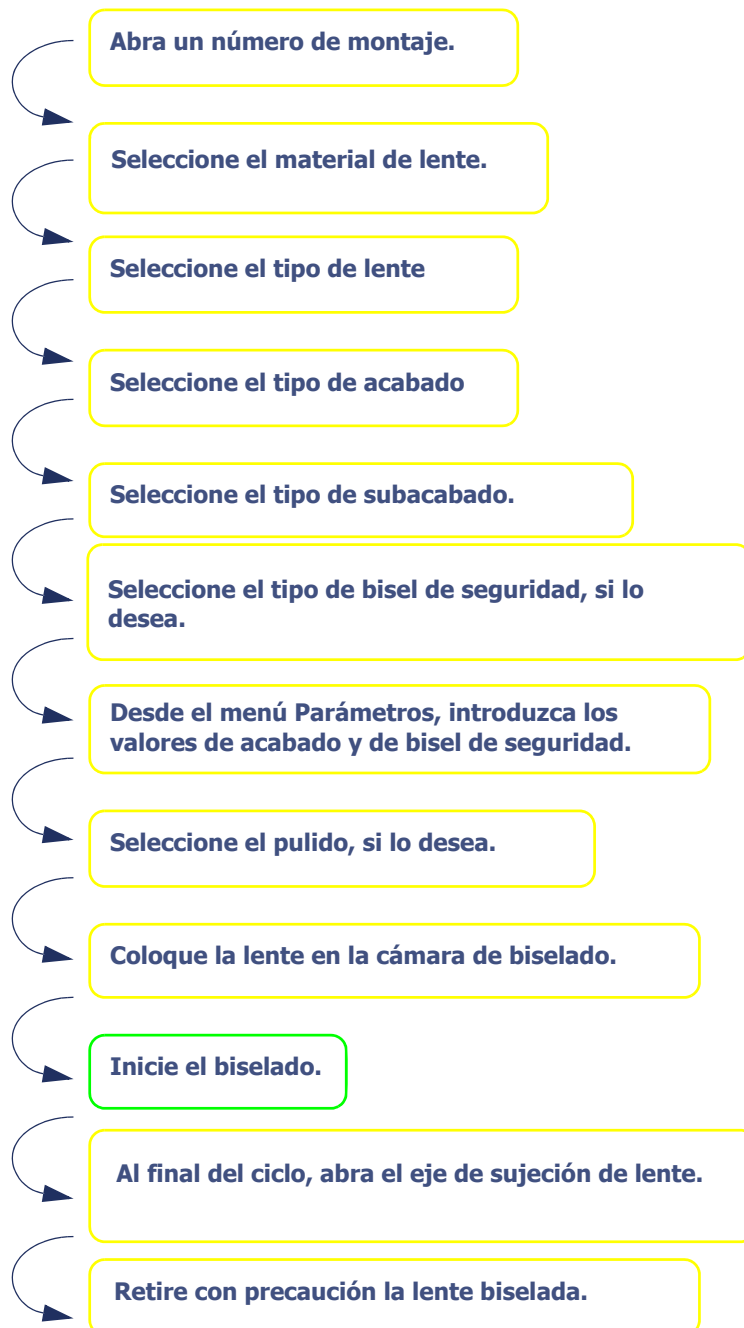 Abra un número de montaje.
Seleccione el material de lente.
Seleccione el tipo de lente
Seleccione el tipo de acabado
Seleccione el tipo de subacabado.
Seleccione el tipo de bisel de seguridad, si lo
desea.
Desde el menú Parámetros, introduzca los
valores de acabado y de bisel de seguridad.
Seleccione el pulido, si lo desea.
Coloque la lente en la cámara de biselado.
Inicie el biselado.
Al final del ciclo, abra el eje de sujeción de lente.
Retire con precaución la lente biselada.